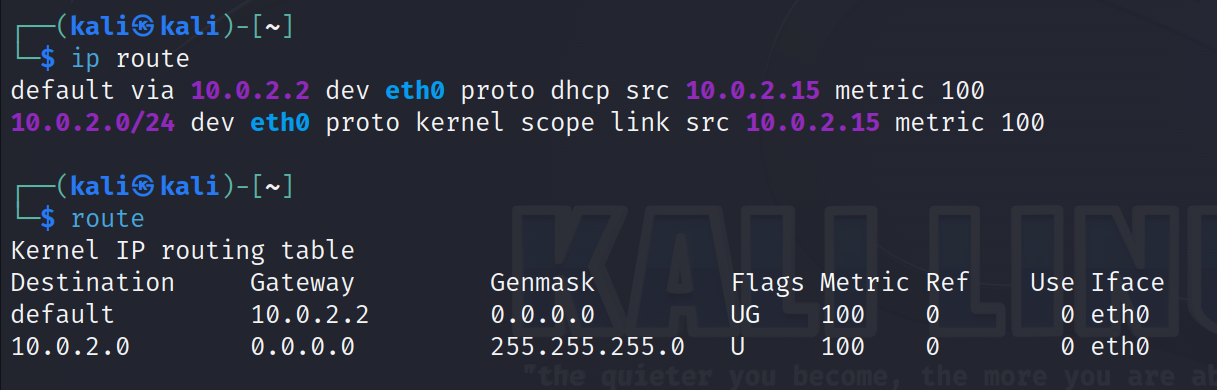 ┌──(kali㉿kali)-[~]
└─$ ip route
default via 10.0.2.2 dev eth0 proto dhcp src 10.0.2.15 metric 100
10.0.2.0/24 dev eth0 proto kernel scope link src 10.0.2.15 metric 100
┌──(kali㉿kali)-[~]
└─$ route
Kernel IP routing table
Destination     Gateway         Genmask         Flags Metric Ref    Use Iface
default         10.0.2.2        0.0.0.0         UG    100    0        0 eth0
10.0.2.0        0.0.0.0         255.255.255.0   U     100    0        0 eth0
KALI LINU
"the quieter you become, the more you are ab